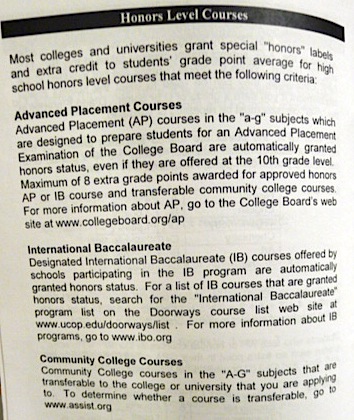 Honors Level Courses
Most colleges and universities grant special "honors" labels
and extra credit to students' grade point average for high
school honors level courses that meet the following criteria:
Advanced Placement Courses
Advanced Placement (AP) courses in the "a-g" subjects which
are designed to prepare students for an Advanced Placement
Examination of the College Board are automatically granted
honors status, even if they are offered at the 10th grade level.
Maximum of 8 extra grade points awarded for approved honors
AP or IB course and transferable community college courses.
For more information about AP, go to the College Board's web
site at www.collegeboard.org/ap
International Baccalaureate
Designated International Baccalaureate (IB) courses offered by
schools participating in the IB program are automatically
granted honors status. For a list of IB courses that are granted
honors status, search for the "International Baccalaureate"
program list on the Doorways course list web site at
www.ucop.edu/doorways/list . For more information about IB
programs, go to www.ibo.org
Community College Courses
Community College courses in the "A-G" subjects that are
transferable to the college or university that you are applying
to. To determine whether a course is transferable, go to
www.assist.org